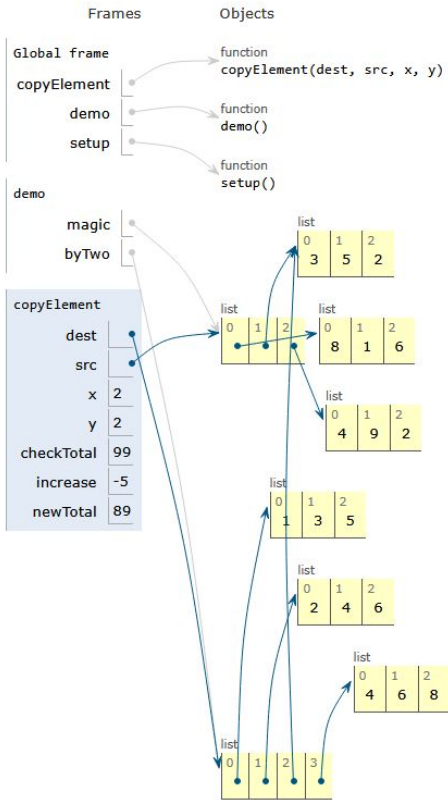 Frames Objects
Global frame
copyElement
demo
setup
function
copyElement(dest, src, x, y)
function
demo()
function
setup()
demo
magic
byTwo
copyElement
dest
src
x 2
y 2
checkTotal 99
increase -5
newTotal 89
list
0 1 2
3 5 2
list
0 1 2
list
0 1 2
8 1 6
list
0 1 2
4 9 2
list
0 1 2
1 3 5
list
0 1 2
2 4 6
list
0 1 2
4 6 8
list
0 1 2 3